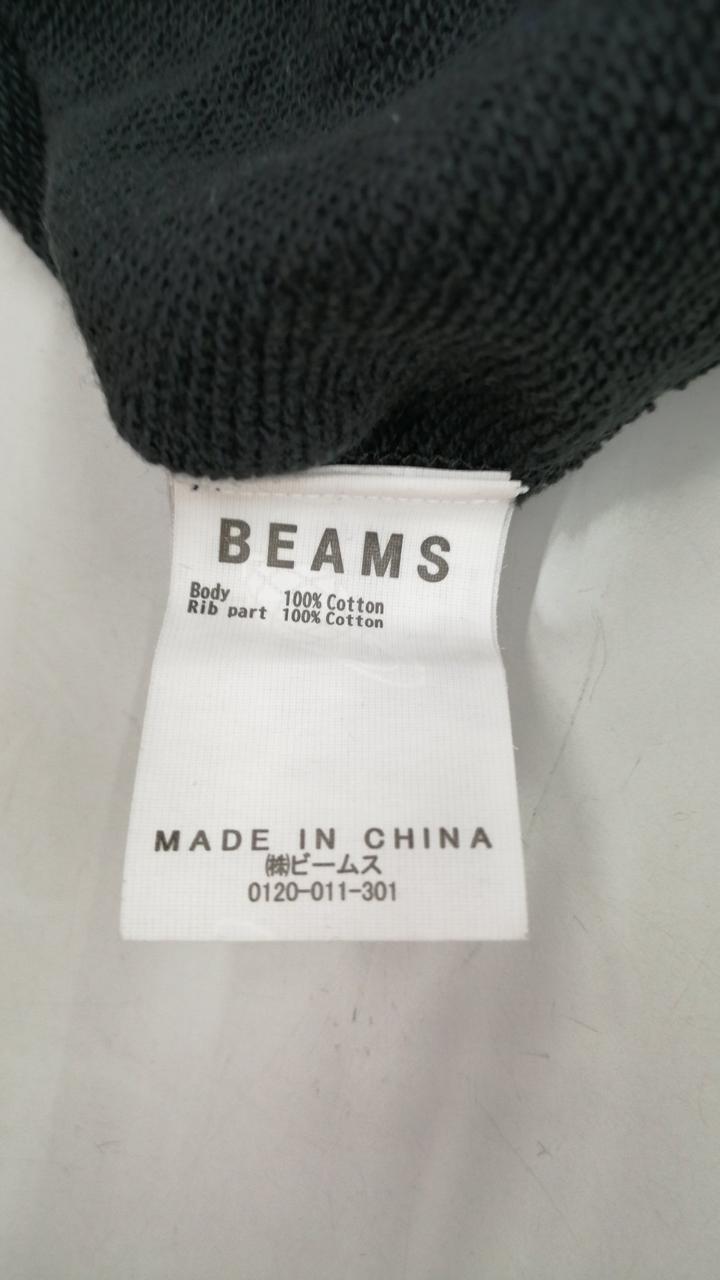 BEAMS
Body 100% Cotton
Rib part 100% Cotton
MADE IN CHINA
㈱ビームス
0120-011-301